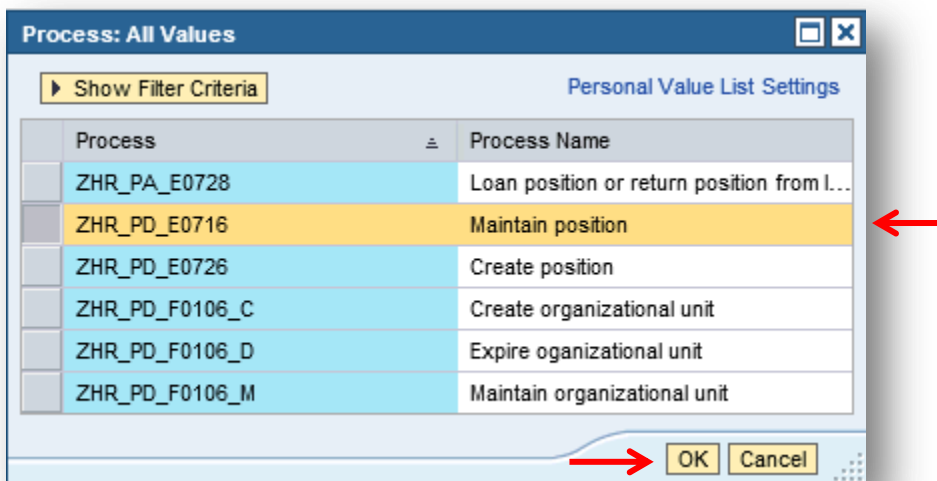 Process: All Values
Show Filter Criteria Personal Value List Settings
Process Process Name
ZHR_PA_E0728 Loan position or return position from l...
ZHR_PD_E0716 Maintain position
ZHR_PD_E0726 Create position
ZHR_PD_F0106_C Create organizational unit
ZHR_PD_F0106_D Expire oganizational unit
ZHR_PD_F0106_M Maintain organizational unit
OK Cancel